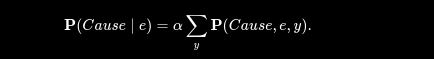 P(Cause | e) = α ∑_y P(Cause, e, y).